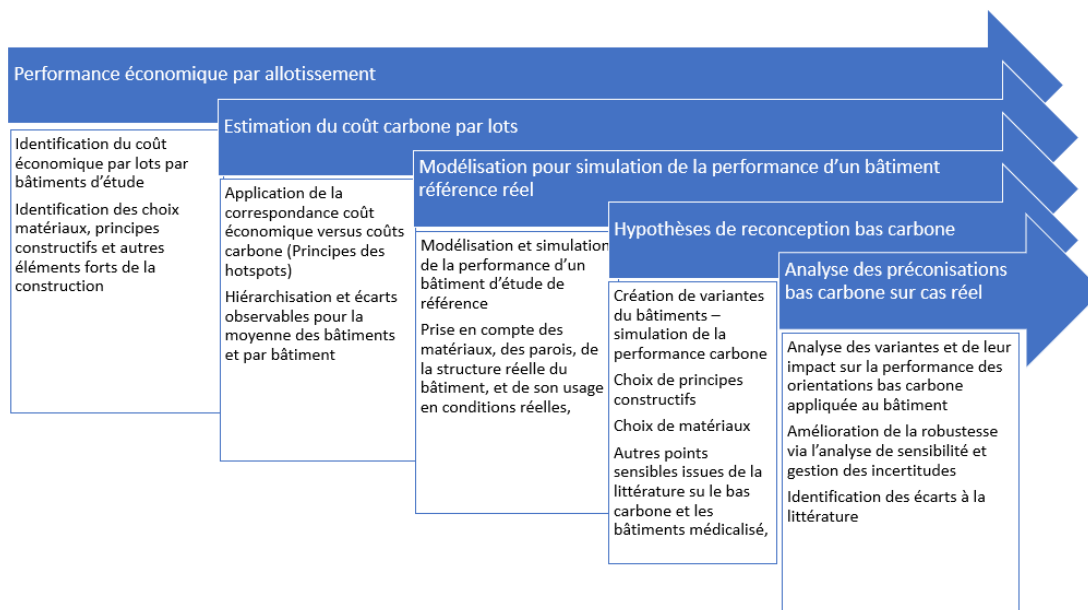 Performance économique par allotissement
Identification du coût
économique par lots par
bâtiments d'étude
Identification des choix
matériaux, principes
constructifs et autres
éléments forts de la
construction
Estimation du coût carbone par lots
Application de la
correspondance coût
économique versus coûts
carbone (Principes des
hotspots)
Hiérarchisation et écarts
observables pour la
moyenne des bâtiments
et par bâtiment
Modélisation pour simulation de la performance d'un bâtiment
référence réel
Modélisation et simulation
de la performance d'un
bâtiment d'étude de
référence
Prise en compte des
matériaux, des parois, de
la structure réelle du
bâtiment, et de son usage
en conditions réelles,
Hypothèses de reconception bas carbone
Création de variantes
du bâtiments –
simulation de la
performance carbone
Choix de principes
constructifs
Choix de matériaux
Autres points
sensibles issues de la
littérature su le bas
carbone et les
bâtiments médicalisé,
Analyse des préconisations
bas carbone sur cas réel
Analyse des variantes et de leur
impact sur la performance des
orientations bas carbone
appliquée au bâtiment
Amélioration de la robustesse
via l'analyse de sensibilité et
gestion des incertitudes
Identification des écarts à la
littérature